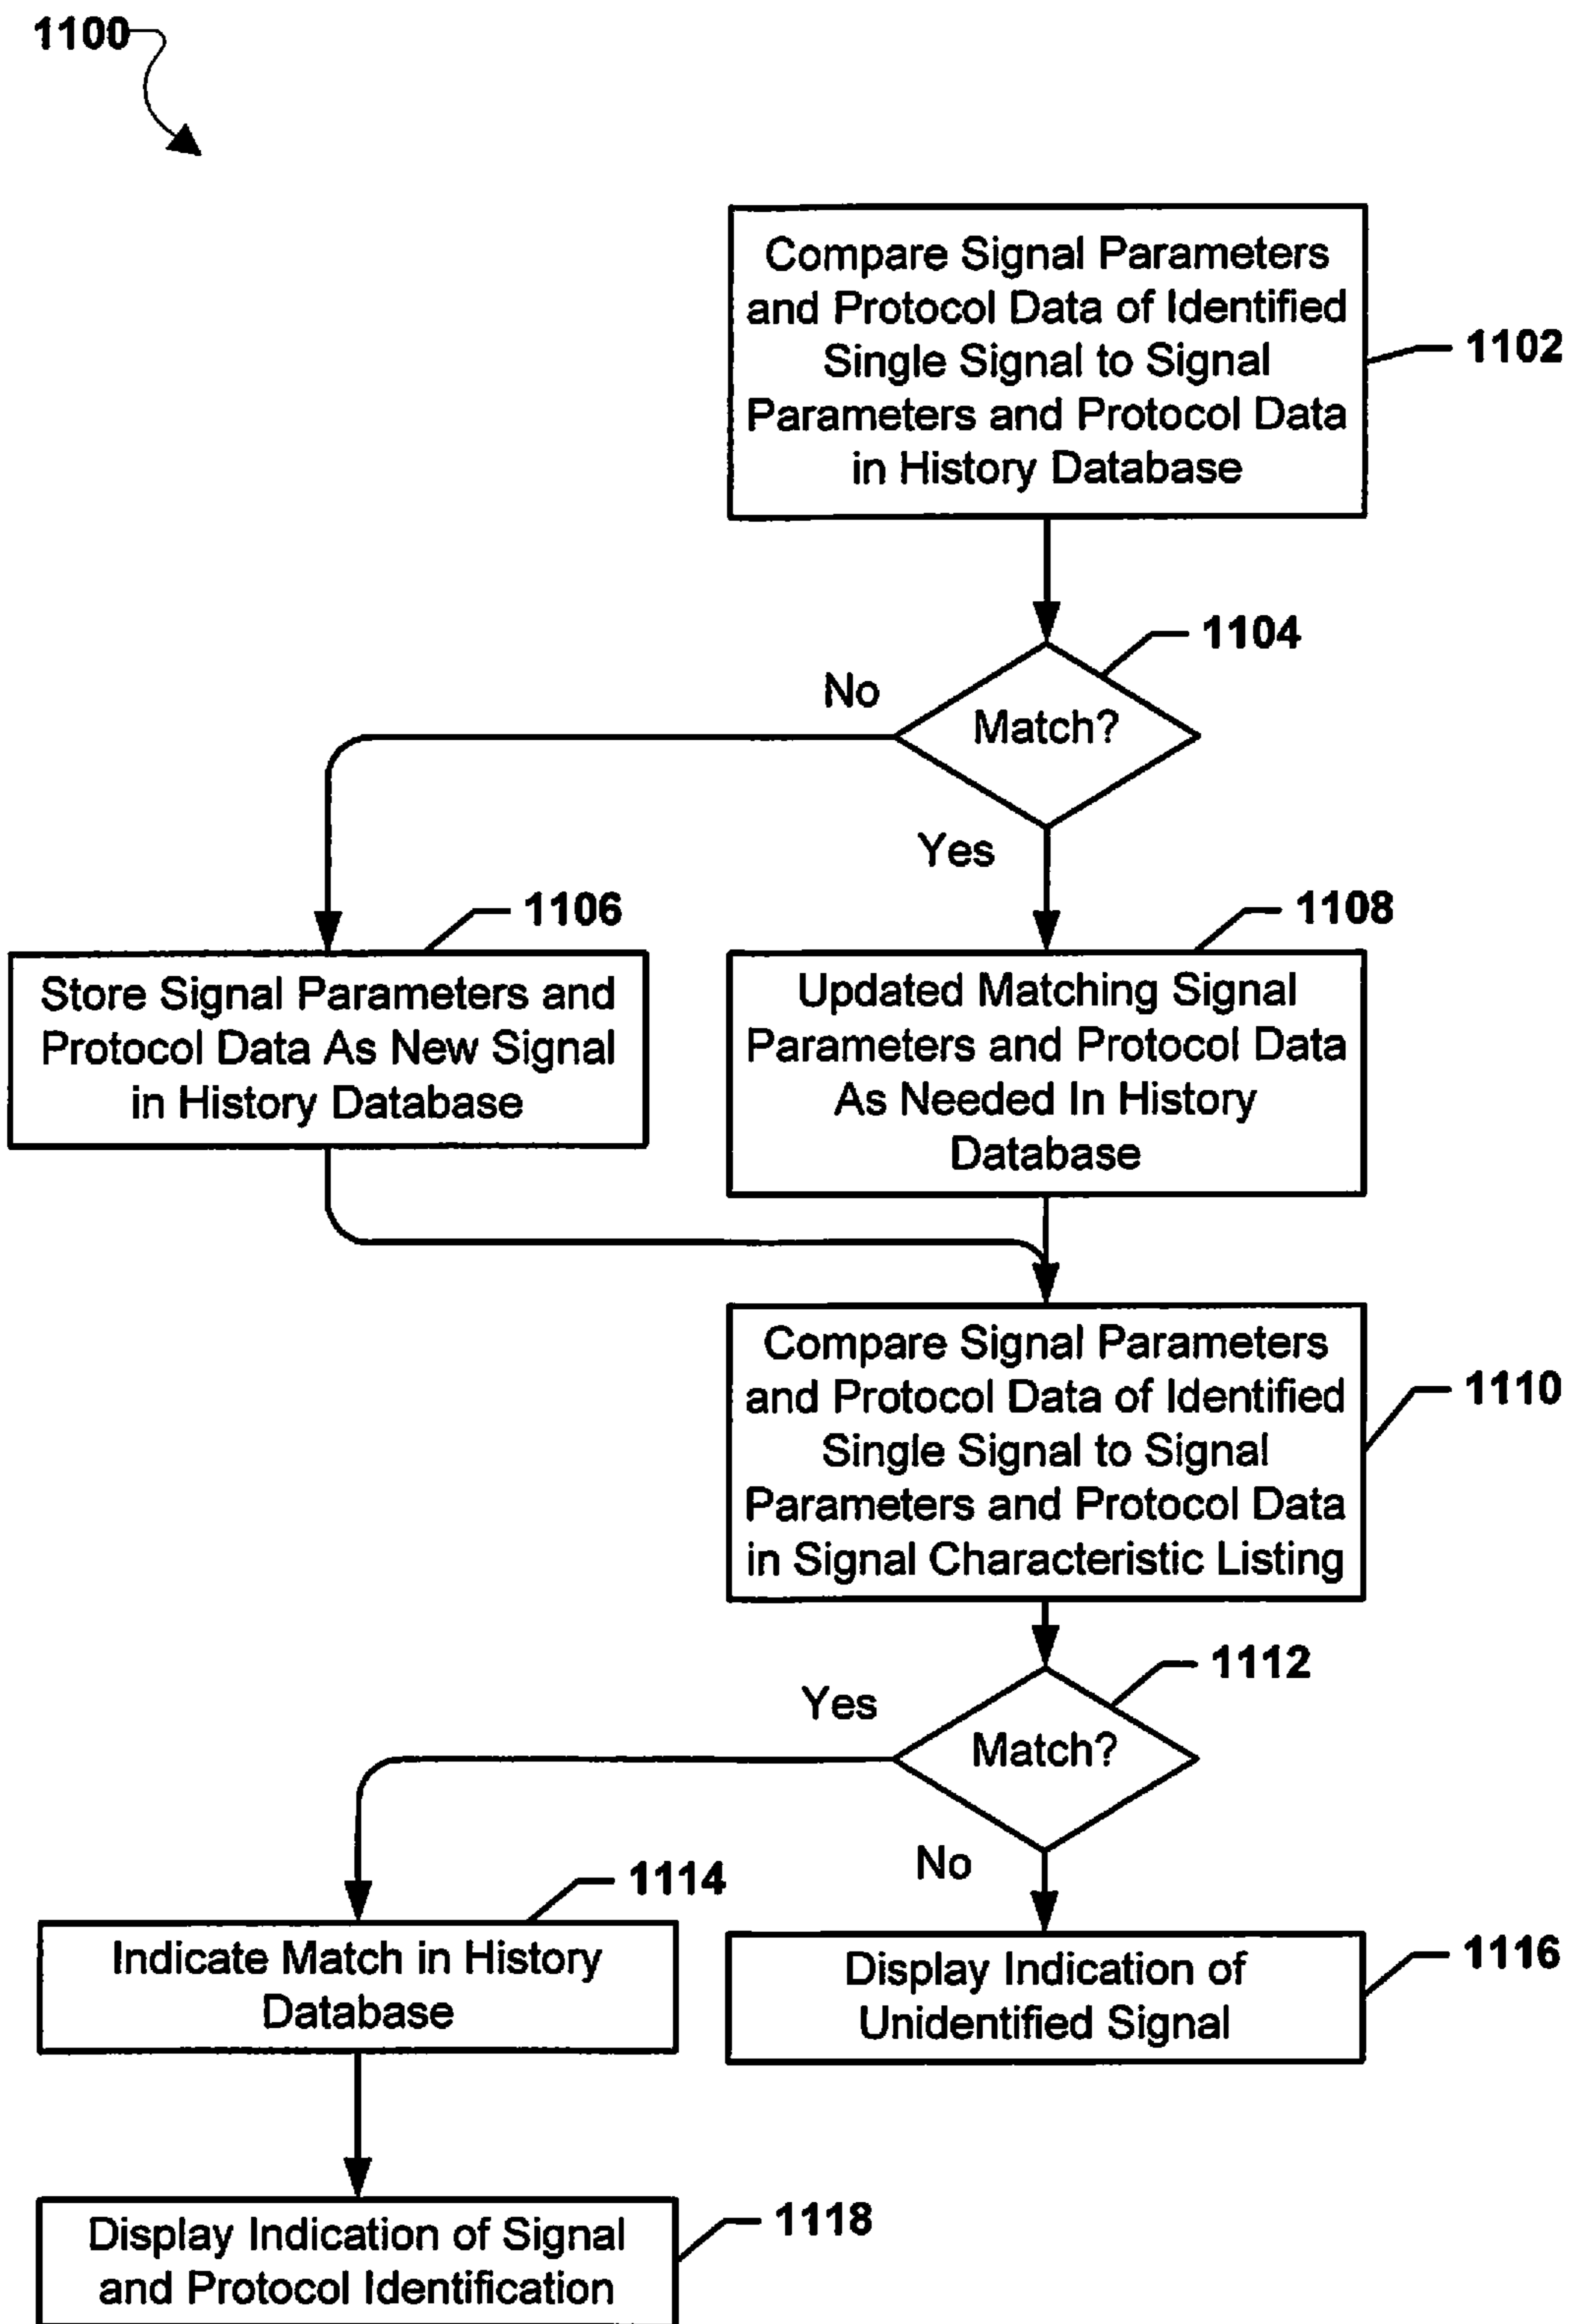 1100
Compare Signal Parameters
and Protocol Data of Identified
Single Signal to Signal
Parameters and Protocol Data
in History Database
1102
1104
No
Match?
Yes
1106
1108
Store Signal Parameters and
Protocol Data As New Signal
in History Database
Updated Matching Signal
Parameters and Protocol Data
As Needed In History
Database
Compare Signal Parameters
and Protocol Data of Identified
Single Signal to Signal
Parameters and Protocol Data
in Signal Characteristic Listing
1110
1112
Yes
Match?
No
1114
Indicate Match in History
Database
Display Indication of
Unidentified Signal
1116
Display Indication of Signal
and Protocol Identification
1118